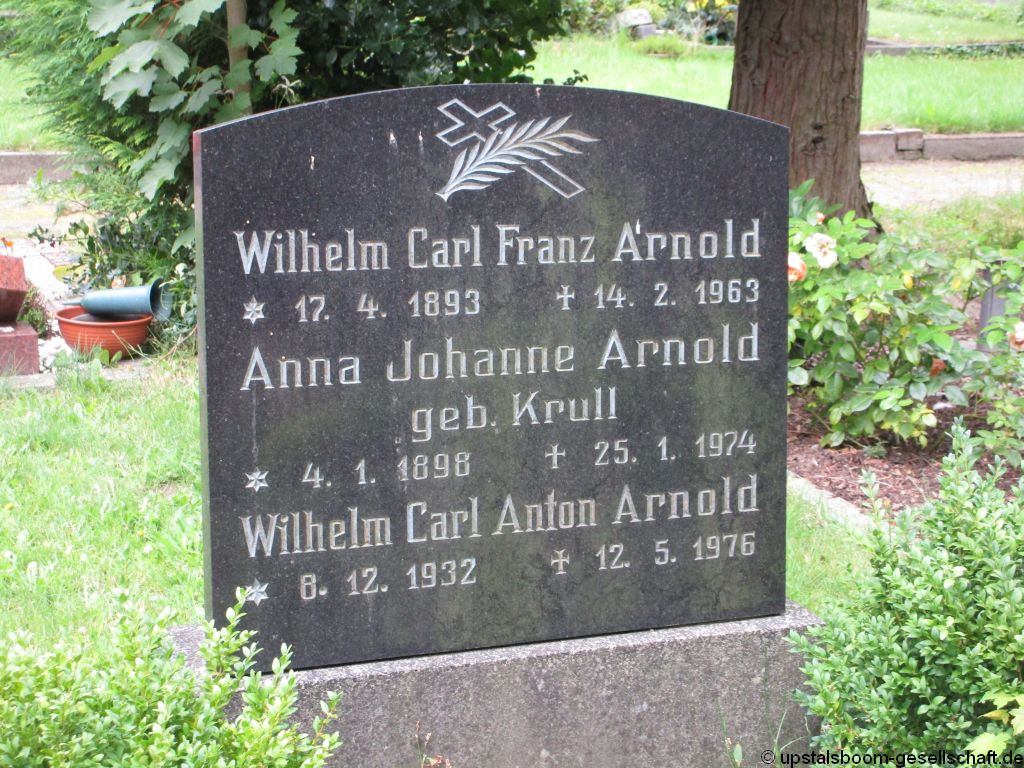 Wilhelm Carl Franz Arnold
* 17. 4. 1893 ✝ 14. 2. 1963
Anna Johanne Arnold
geb. Krull
* 4. 1. 1898 ✝ 25. 1. 1974
Wilhelm Carl Anton Arnold
* 8. 12. 1932 ✝ 12. 5. 1976
© upstalsboom-gesellschaft.de